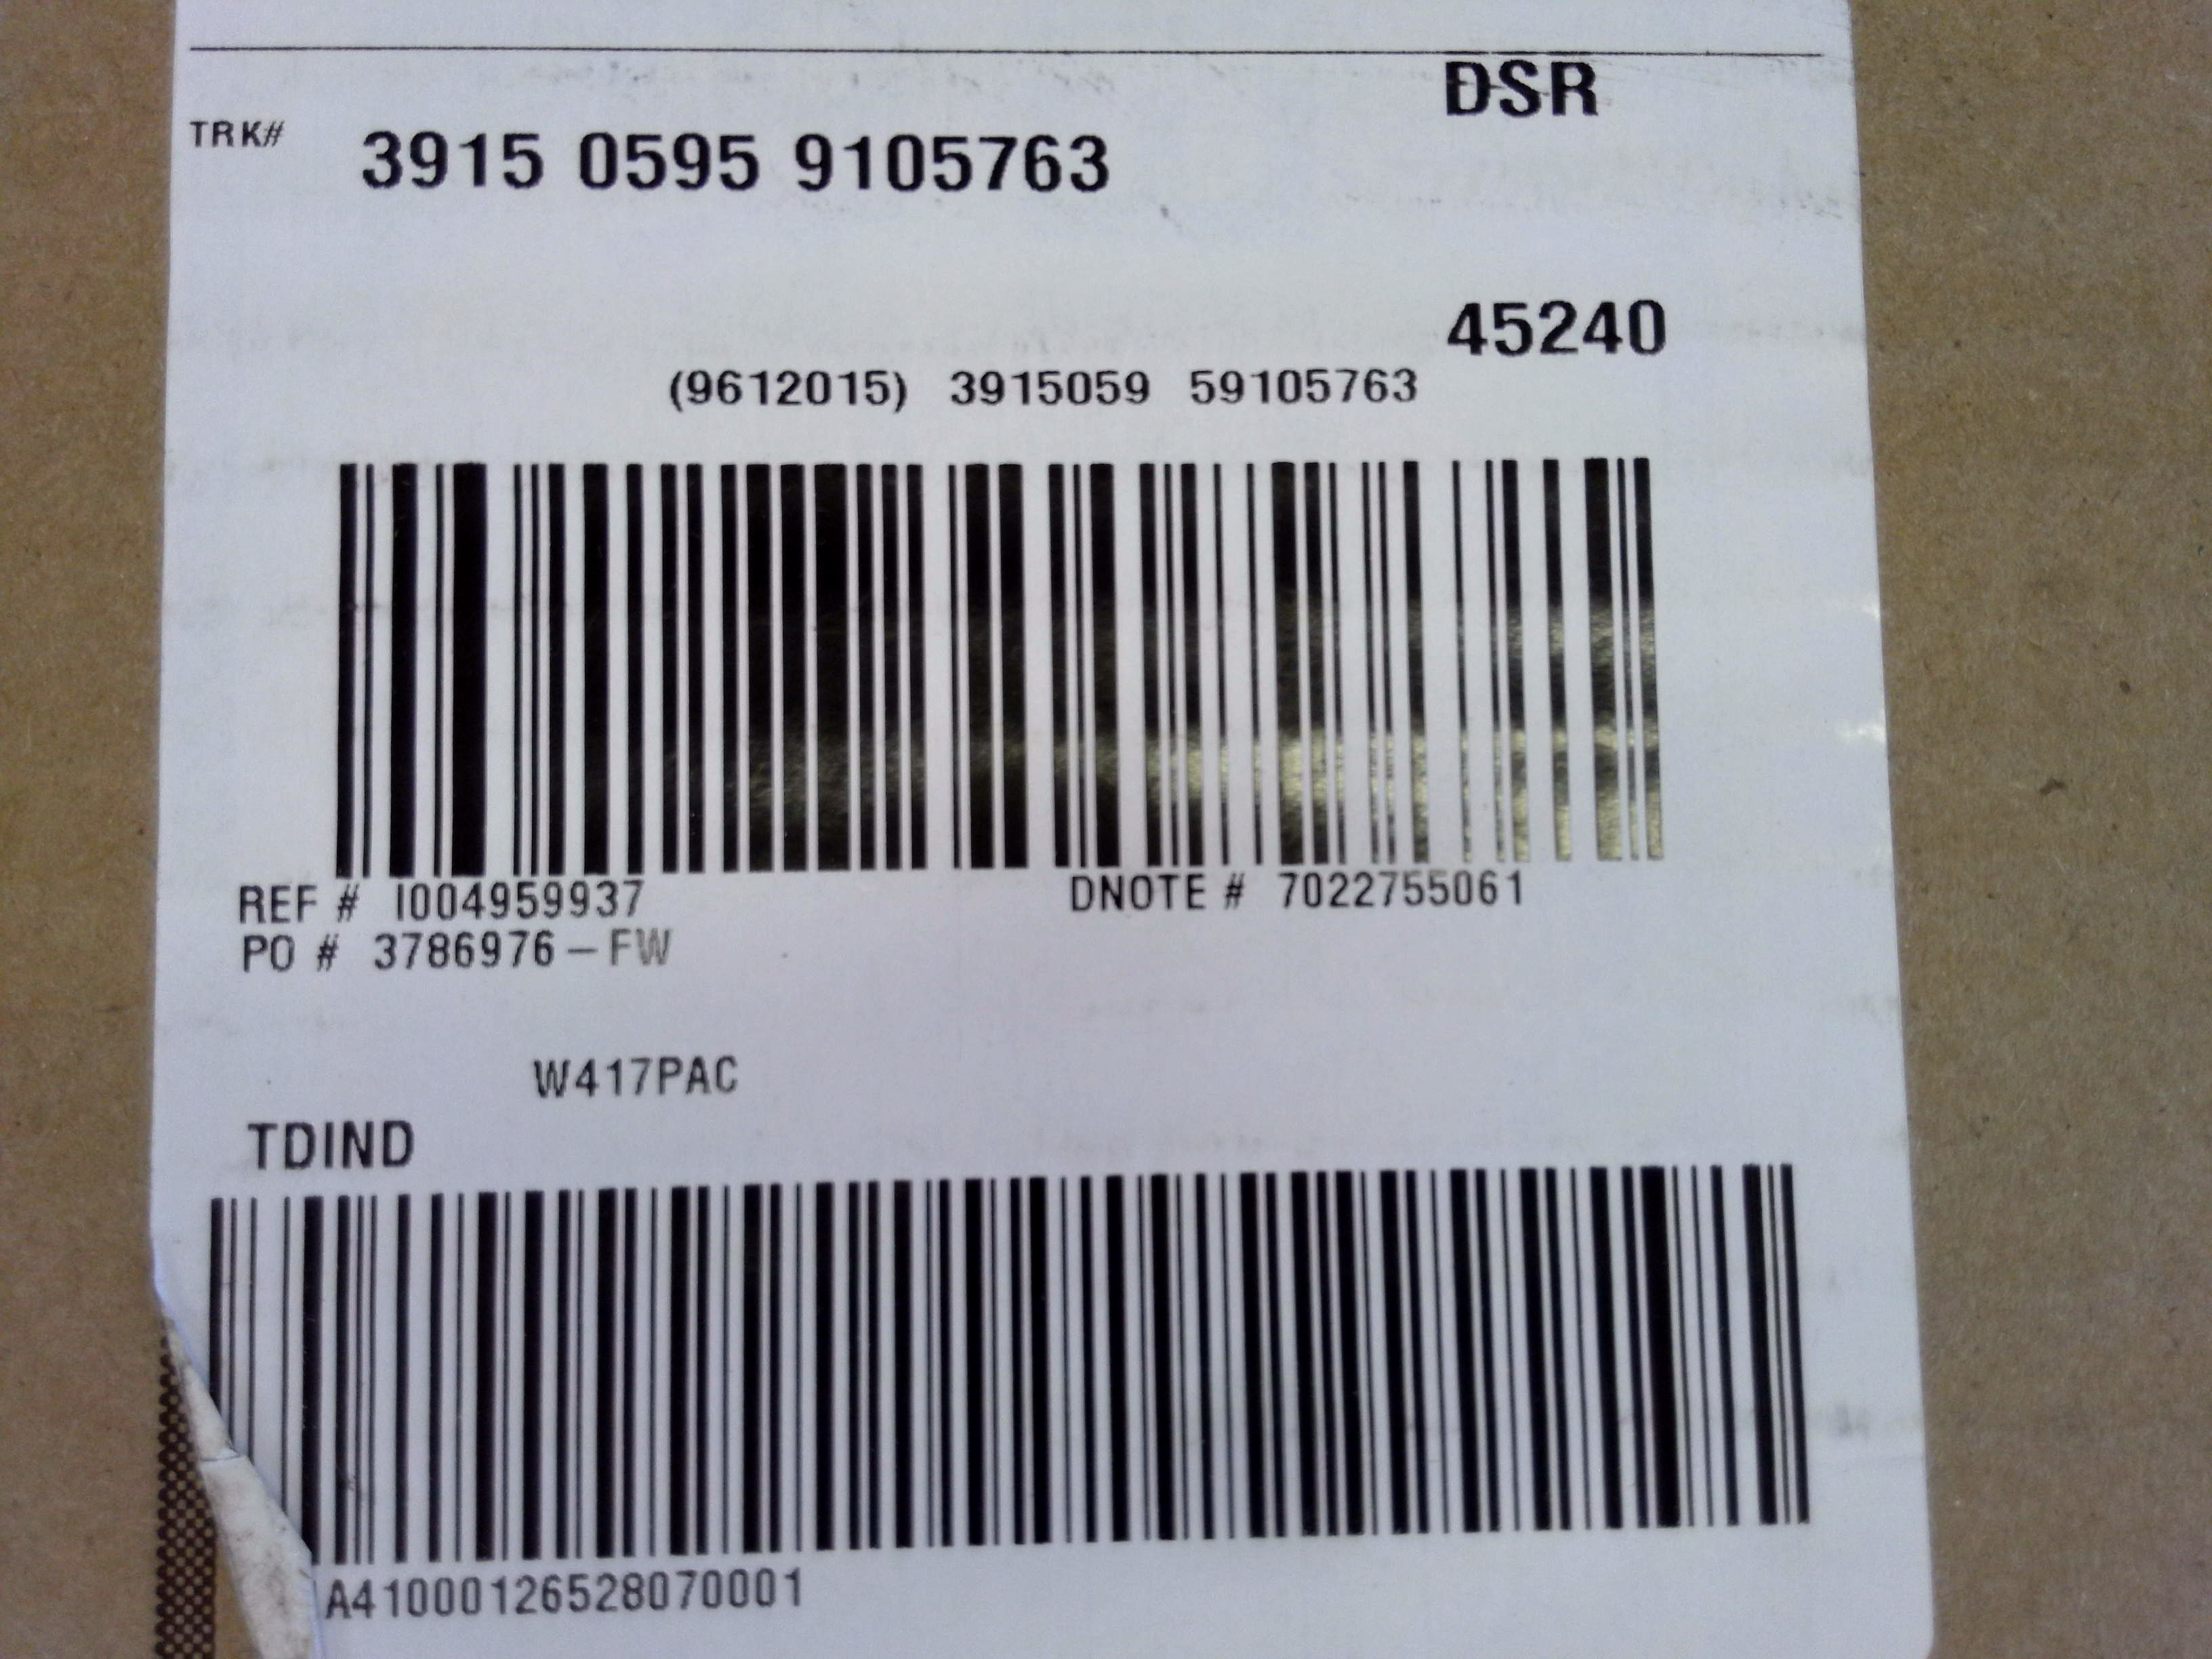 DSR
TRK# 3915 0595 9105763
45240
(9612015) 3915059 59105763
REF # I004959937 DNOTE # 7022755061
PO # 3786976-FW
W417PAC
TDIND
A41000126528070001